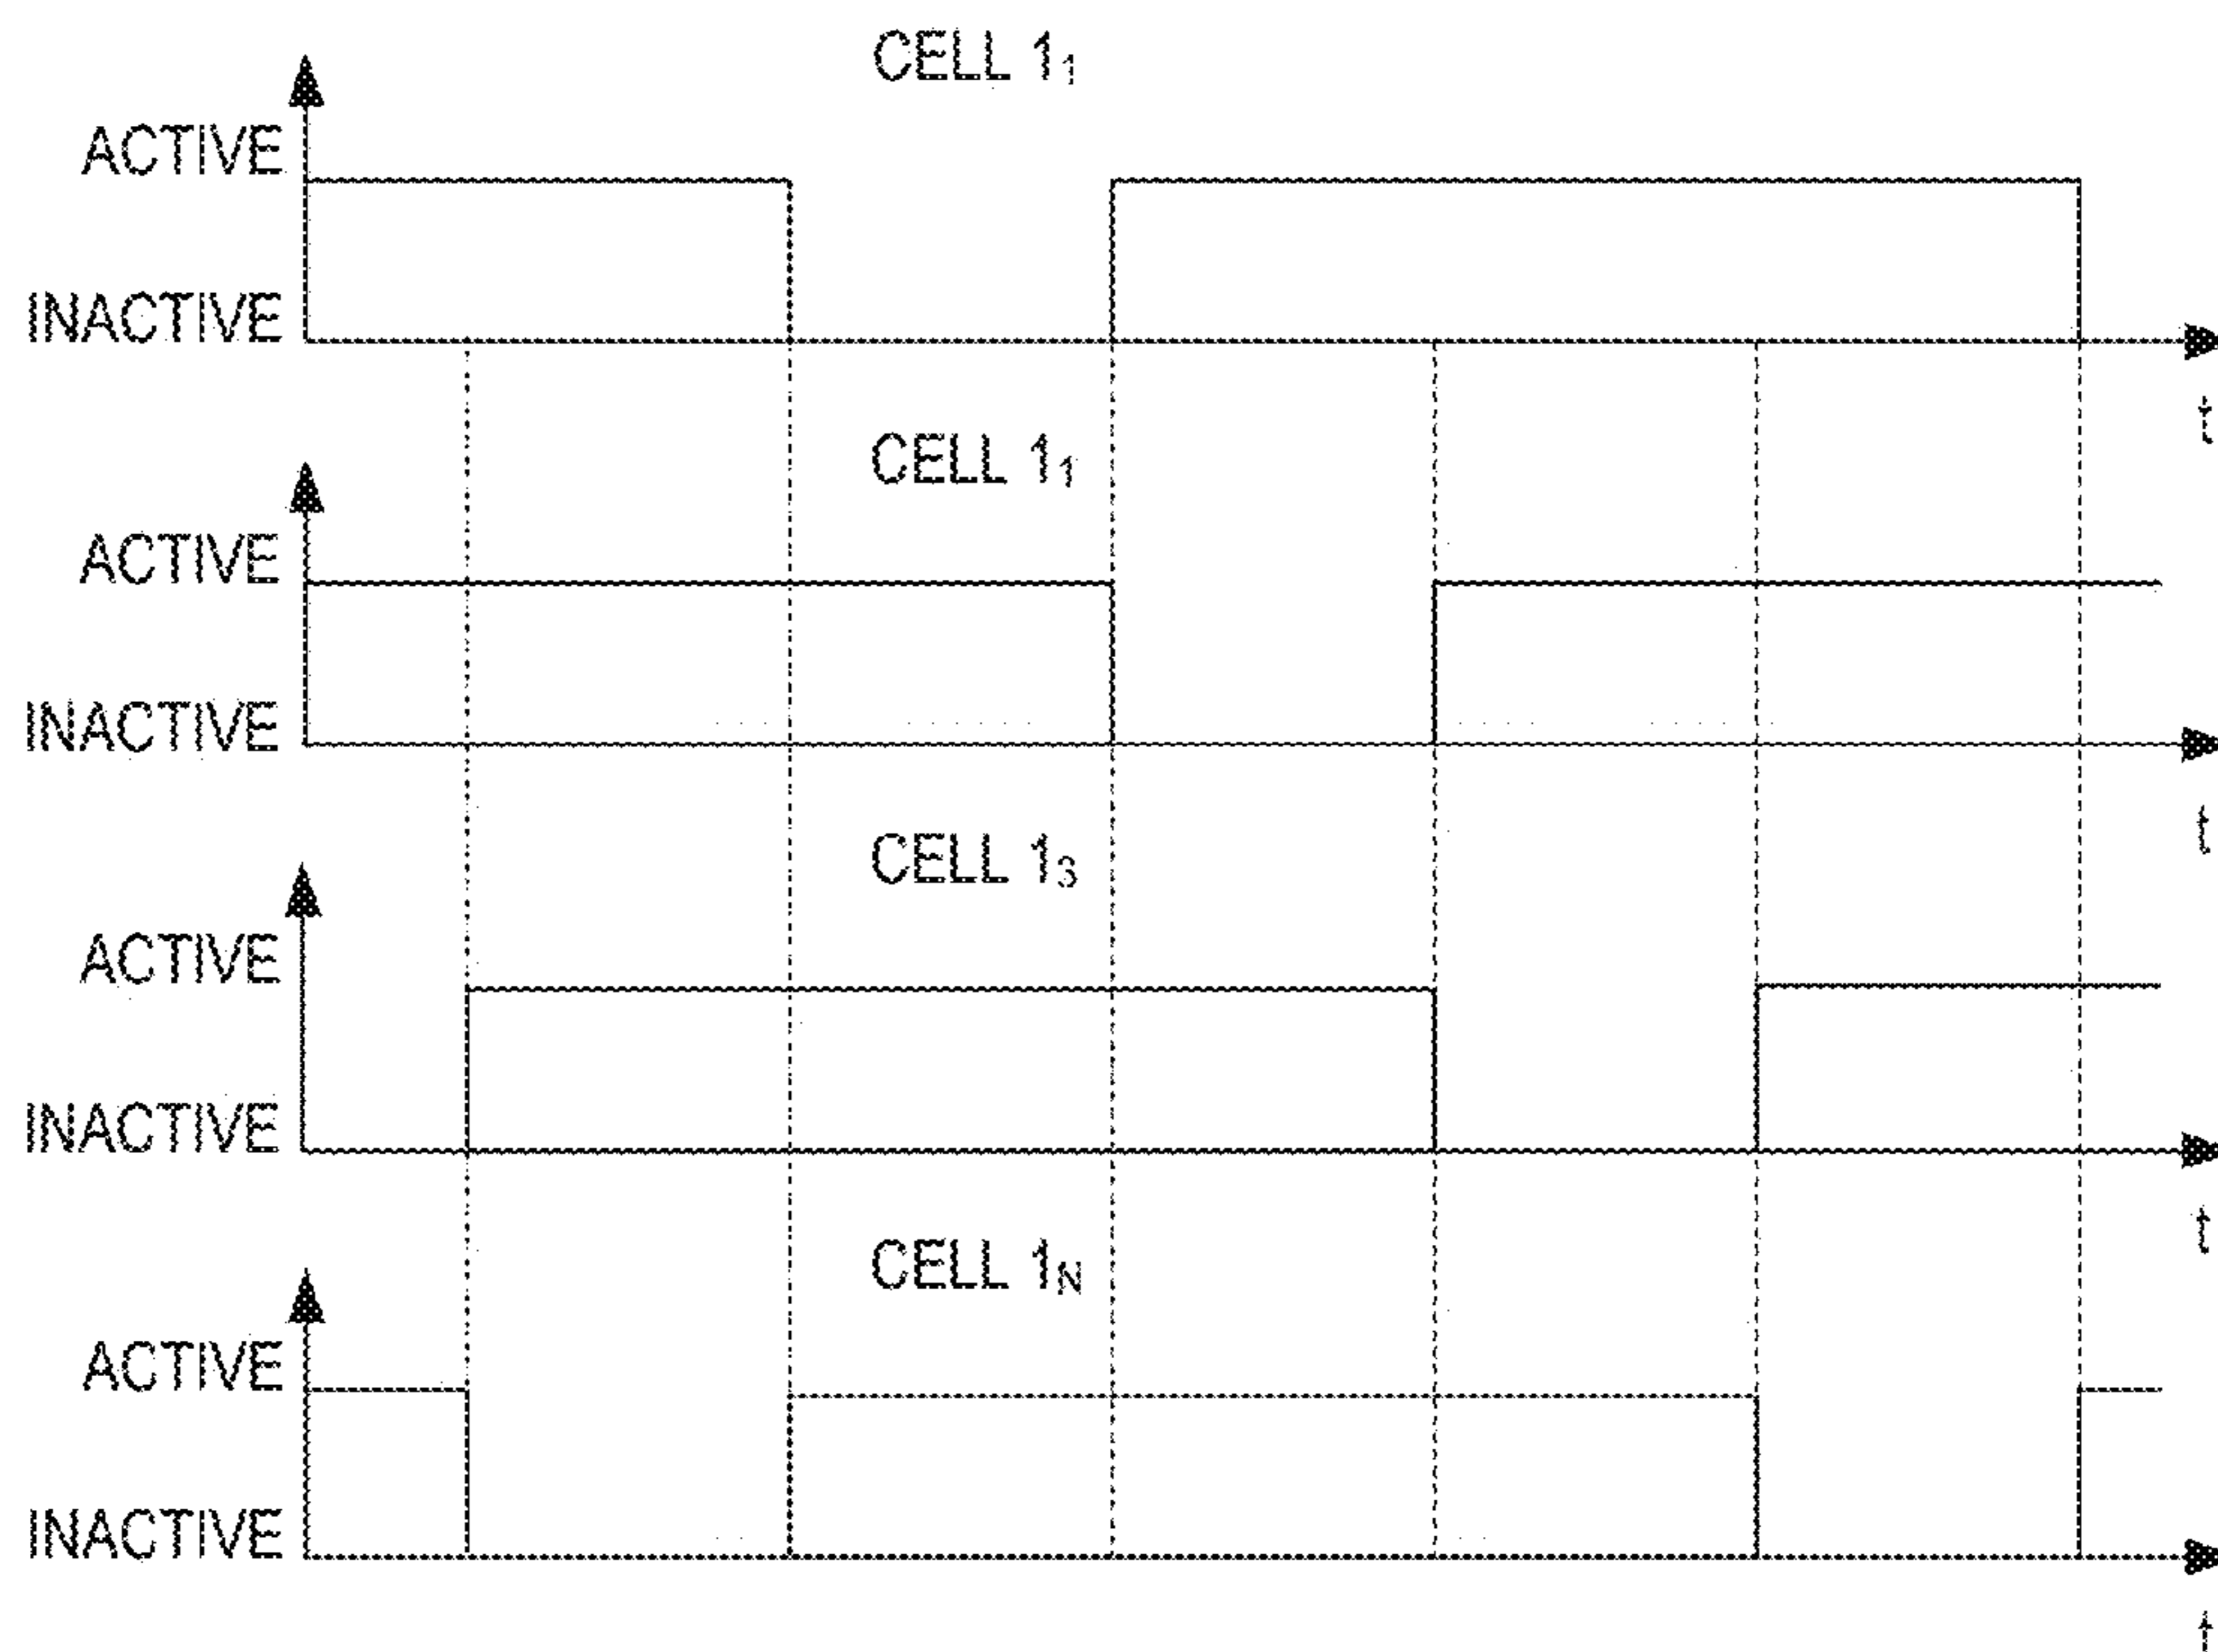 CELL 1₁
ACTIVE
INACTIVE
t
CELL 1₁
ACTIVE
INACTIVE
t
CELL 1₃
ACTIVE
INACTIVE
t
CELL 1N
ACTIVE
INACTIVE
t